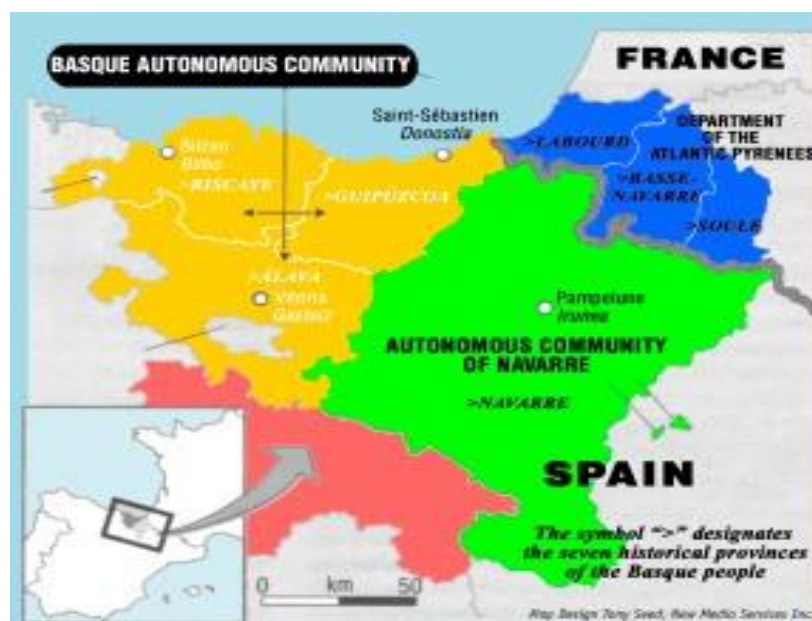 BASQUE AUTONOMOUS COMMUNITY
FRANCE
Saint-Sébastien
Donostia
DEPARTMENT
OF THE
ATLANTIC PYRENEES
>LABOURD
>BASSE-
NAVARRE
>SOULE
Bilbao
Bilbo
>BISCAYE
>GUIPÚZCOA
>ALAVA
Vitoria
Gasteiz
Pampelune
Irunea
AUTONOMOUS COMMUNITY
OF NAVARRE
>NAVARRE
SPAIN
The symbol ">" designates
the seven historical provinces
of the Basque people
0 km 50
Map Design Tony Seed, New Media Services Inc